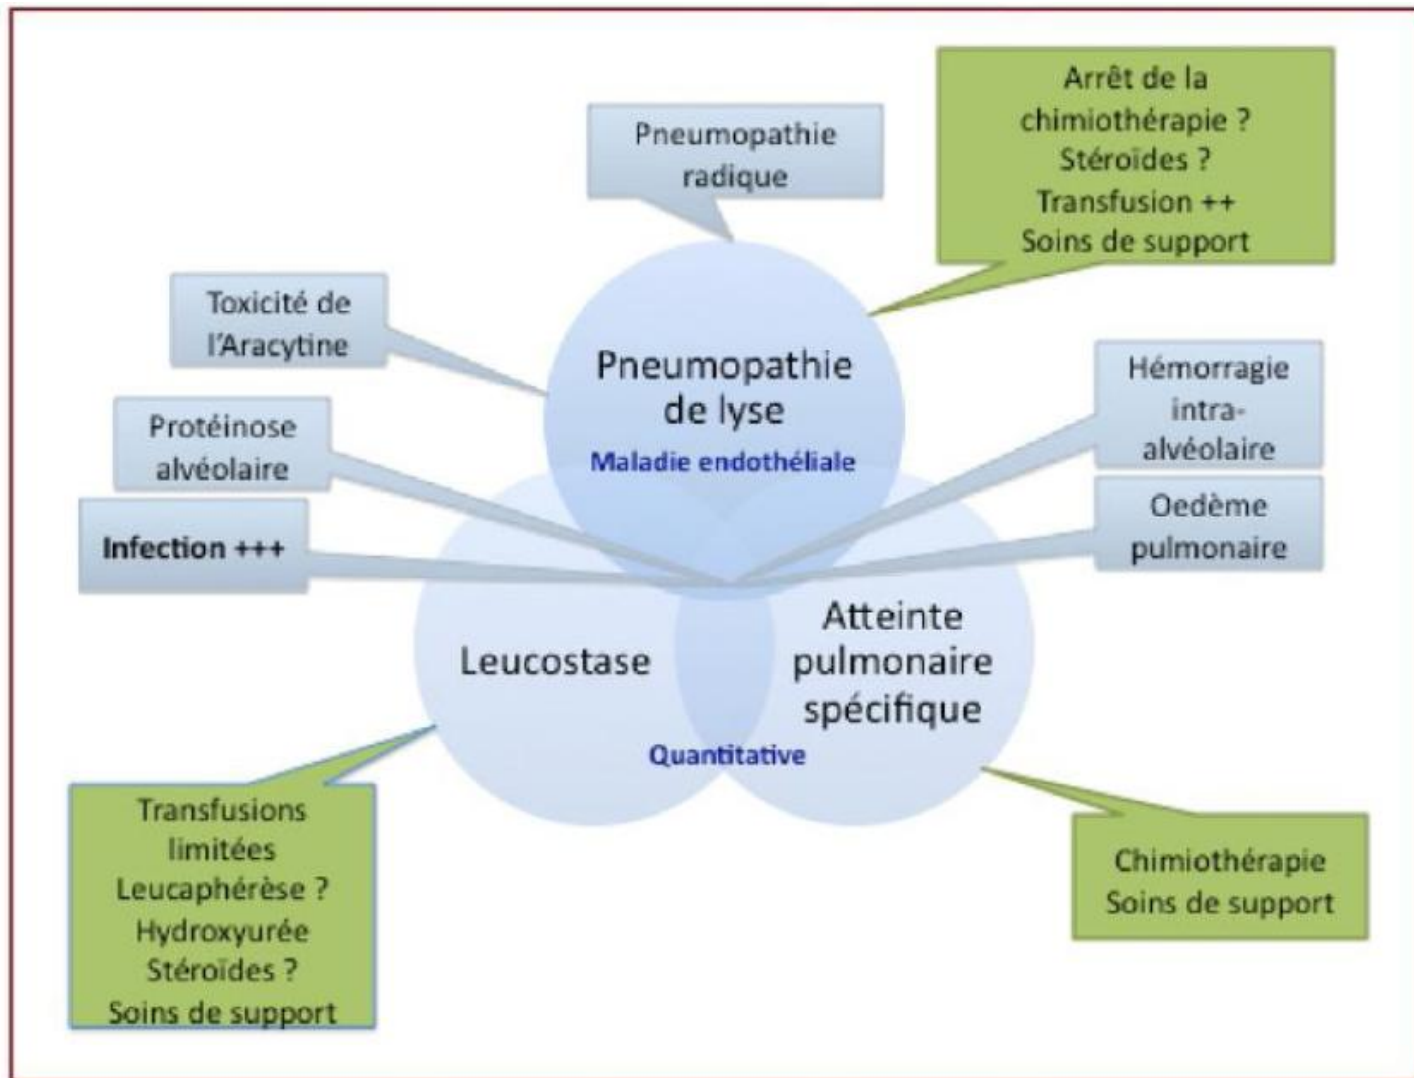 Arrêt de la
chimiothérapie ?
Stéroïdes ?
Transfusion ++
Soins de support
Pneumopathie
radique
Toxicité de
l'Aracytine
Pneumopathie
de lyse
Maladie endothéliale
Hémorragie
intra-
alvéolaire
Protéinose
alvéolaire
Oedème
pulmonaire
Infection +++
Leucostase
Atteinte
pulmonaire
spécifique
Quantitative
Transfusions
limitées
Leucaphérèse ?
Hydroxyurée
Stéroïdes ?
Soins de support
Chimiothérapie
Soins de support